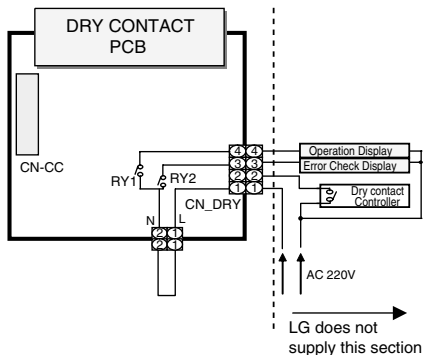 DRY CONTACT
PCB
CN-CC
RY1
RY2
4 4
3 3
2 2
1 1
CN_DRY
N
L
2 1
2 1
Operation Display
Error Check Display
Dry contact
Controller
AC 220V
LG does not
supply this section